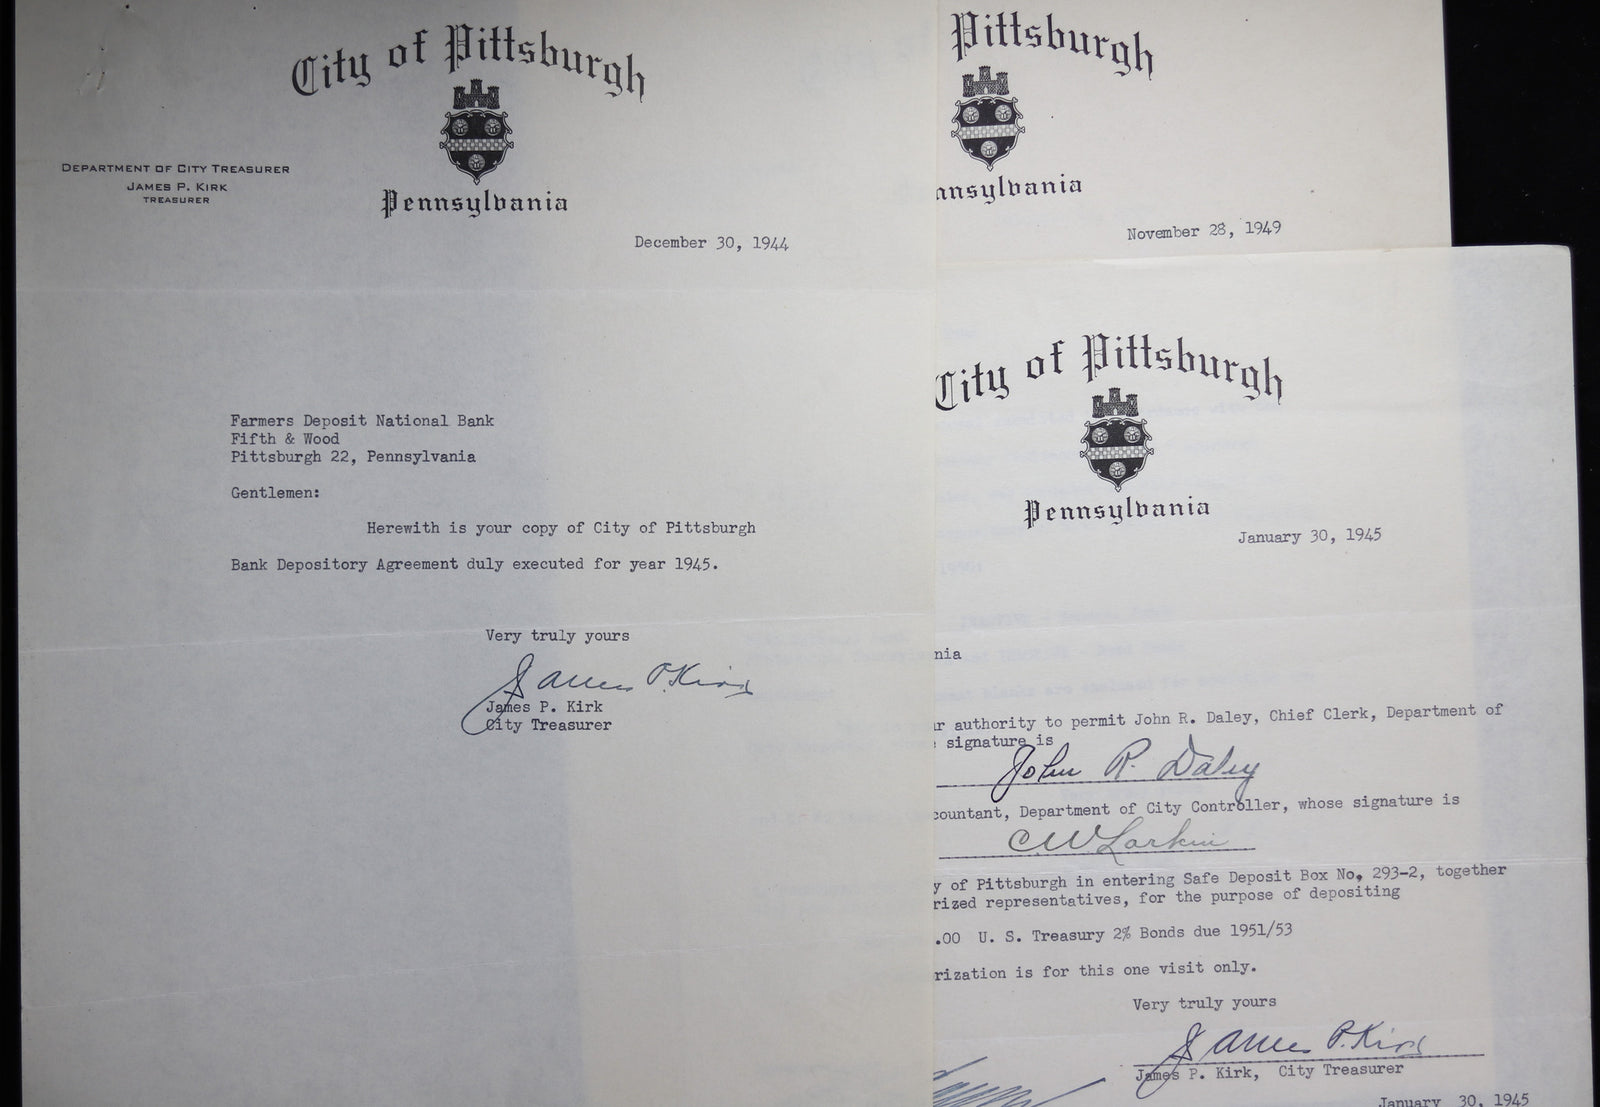 City of Pittsburgh
Pennsylvania
DEPARTMENT OF CITY TREASURER
JAMES P. KIRK
TREASURER
December 30, 1944
Farmers Deposit National Bank
Fifth & Wood
Pittsburgh 22, Pennsylvania
Gentlemen:
Herewith is your copy of City of Pittsburgh
Bank Depository Agreement duly executed for year 1945.
Very truly yours
James P. Kirk
James P. Kirk
City Treasurer
Pittsburgh
nnsylvania
November 28, 1949
City of Pittsburgh
Pennsylvania
January 30, 1945
nia
r authority to permit John R. Daley, Chief Clerk, Department of
signature is
John R. Daley
countant, Department of City Controller, whose signature is
CW Larkin
y of Pittsburgh in entering Safe Deposit Box No. 293-2, together
rized representatives, for the purpose of depositing
.00 U. S. Treasury 2% Bonds due 1951/53
rization is for this one visit only.
Very truly yours
James P. Kirk
James P. Kirk, City Treasurer
January 30, 1945